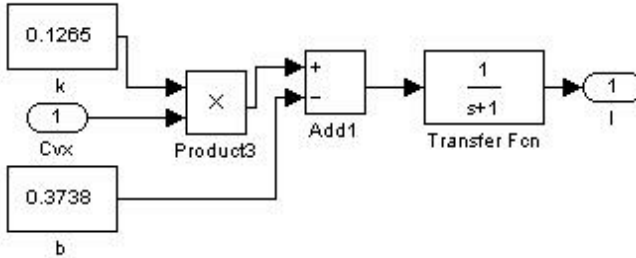 0.1265
k
1
Cvx
×
Product3
+
−
Add1
1
s+1
Transfer Fcn
1
I
0.3738
b